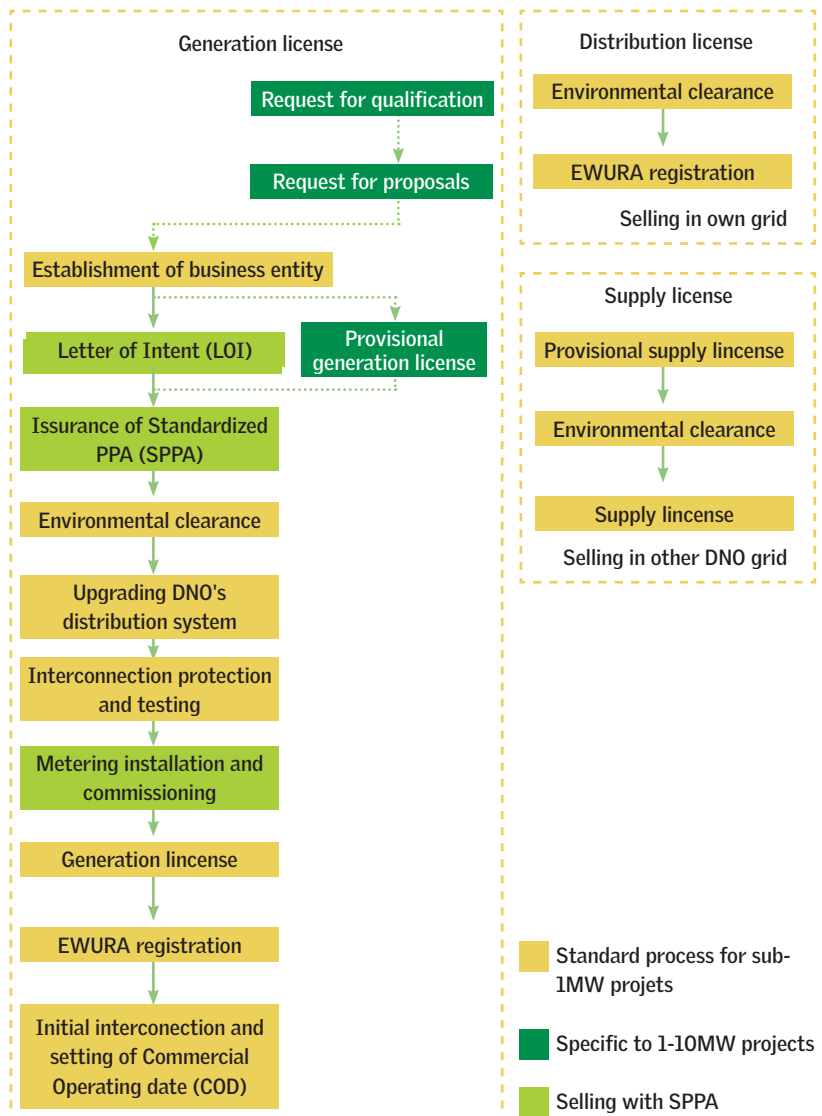 Generation license
Request for qualification
Request for proposals
Establishment of business entity
Letter of Intent (LOI)
Provisional
generation license
Issurance of Standardized
PPA (SPPA)
Environmental clearance
Upgrading DNO's
distribution system
Interconnection protection
and testing
Metering installation and
commissioning
Generation lincense
EWURA registration
Initial interconection and
setting of Commercial
Operating date (COD)
Distribution license
Environmental clearance
EWURA registration
Selling in own grid
Supply license
Provisional supply lincense
Environmental clearance
Supply lincense
Selling in other DNO grid
Standard process for sub-
1MW projets
Specific to 1-10MW projects
Selling with SPPA